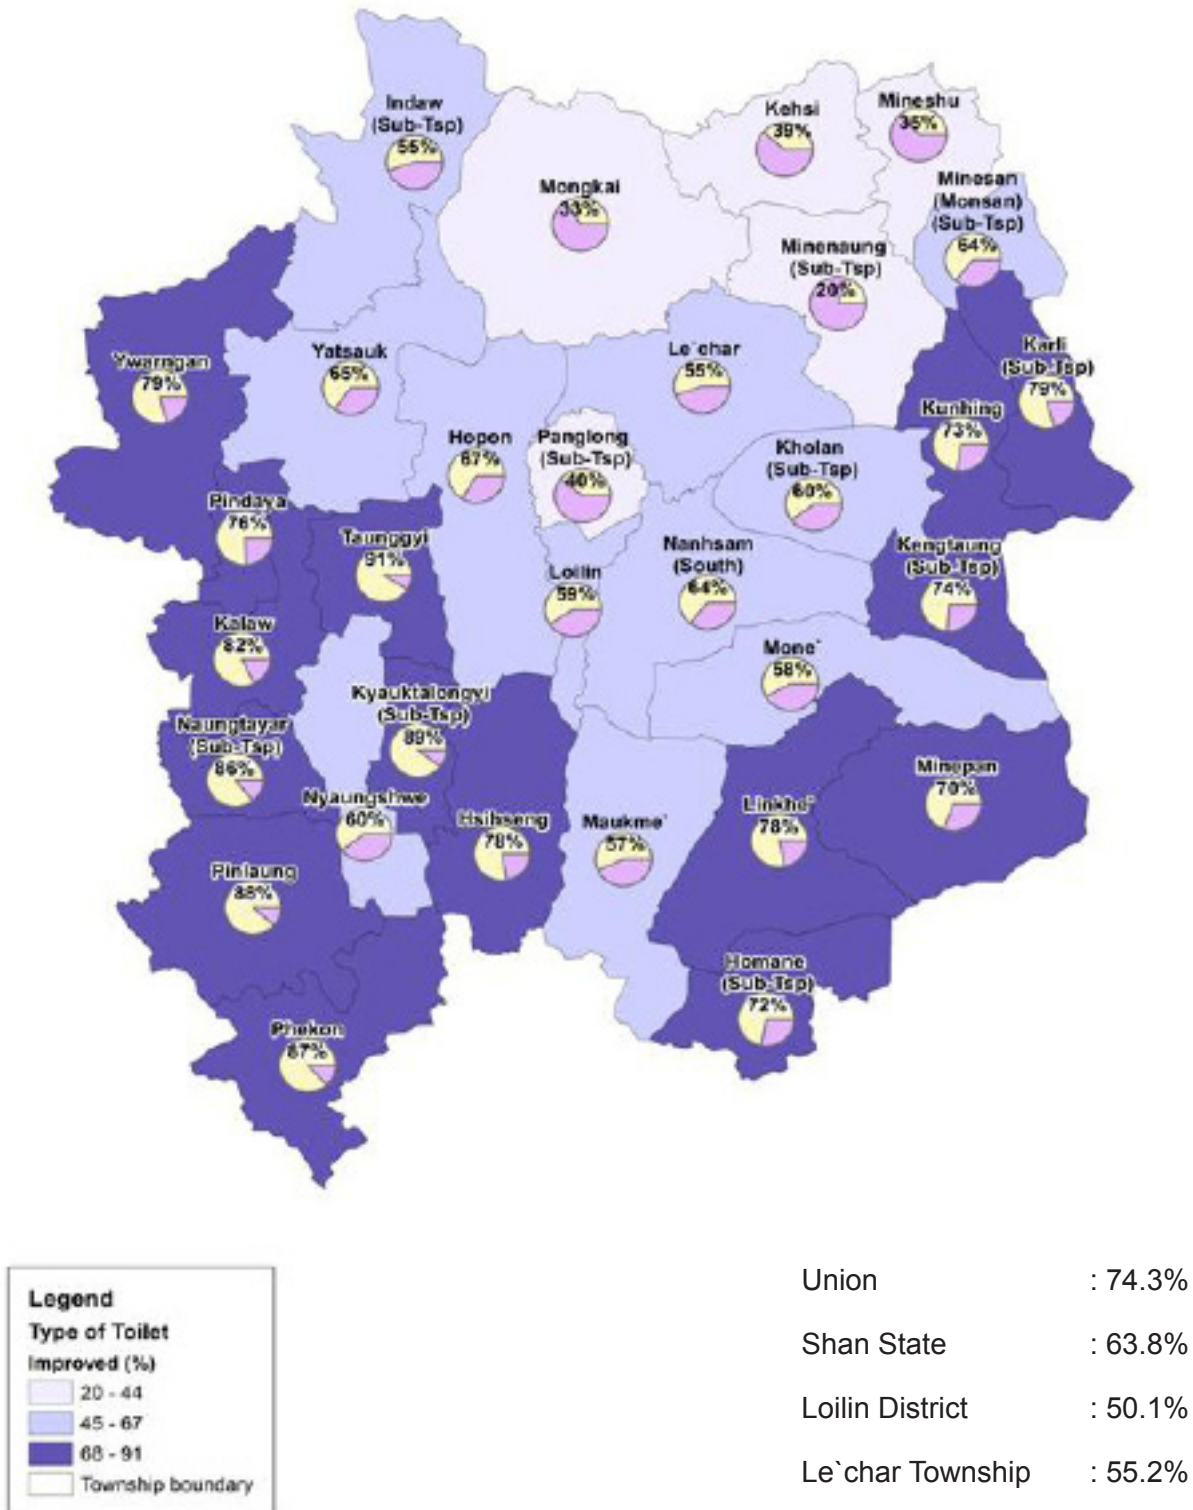 Indaw
(Sub-Tsp)
55%
Mongkai
33%
Kehsi
39%
Mineshu
35%
Minesan
(Monsan)
(Sub-Tsp)
64%
Minenaung
(Sub-Tsp)
20%
Ywarngan
79%
Yatsauk
65%
Le`char
55%
Karli
(Sub-Tsp)
79%
Kunhing
73%
Hopon
67%
Panglong
(Sub-Tsp)
40%
Kholan
(Sub-Tsp)
60%
Pindaya
76%
Taunggyi
91%
Loilin
59%
Nanhsam
(South)
64%
Kengtaung
(Sub-Tsp)
74%
Kalaw
82%
Mone`
58%
Kyauktalongyi
(Sub-Tsp)
89%
Naungtayar
(Sub-Tsp)
86%
Nyaungshwe
60%
Hsihseng
78%
Maukme`
57%
Linkhe`
78%
Minepan
70%
Pinlaung
88%
Homane
(Sub-Tsp)
72%
Phekon
87%
Legend
Type of Toilet
Improved (%)
20 - 44
45 - 67
68 - 91
Township boundary
Union : 74.3%
Shan State : 63.8%
Loilin District : 50.1%
Le`char Township : 55.2%